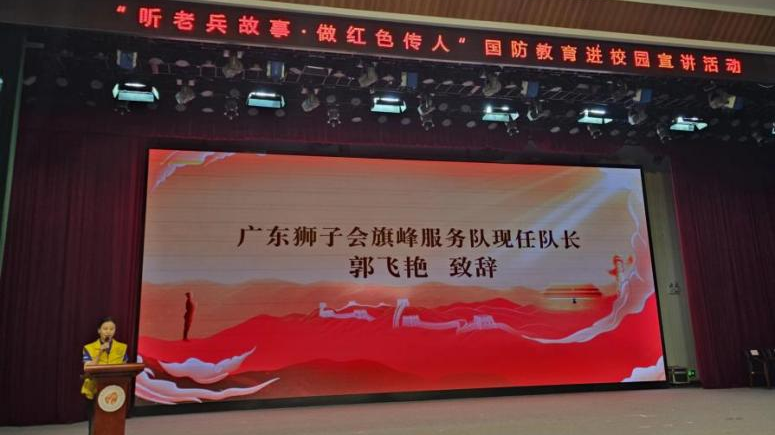 “听老兵故事·做红色传人“国防教育进校园宣讲活动
广东狮子会旗峰服务队现任队长
郭飞艳 致辞